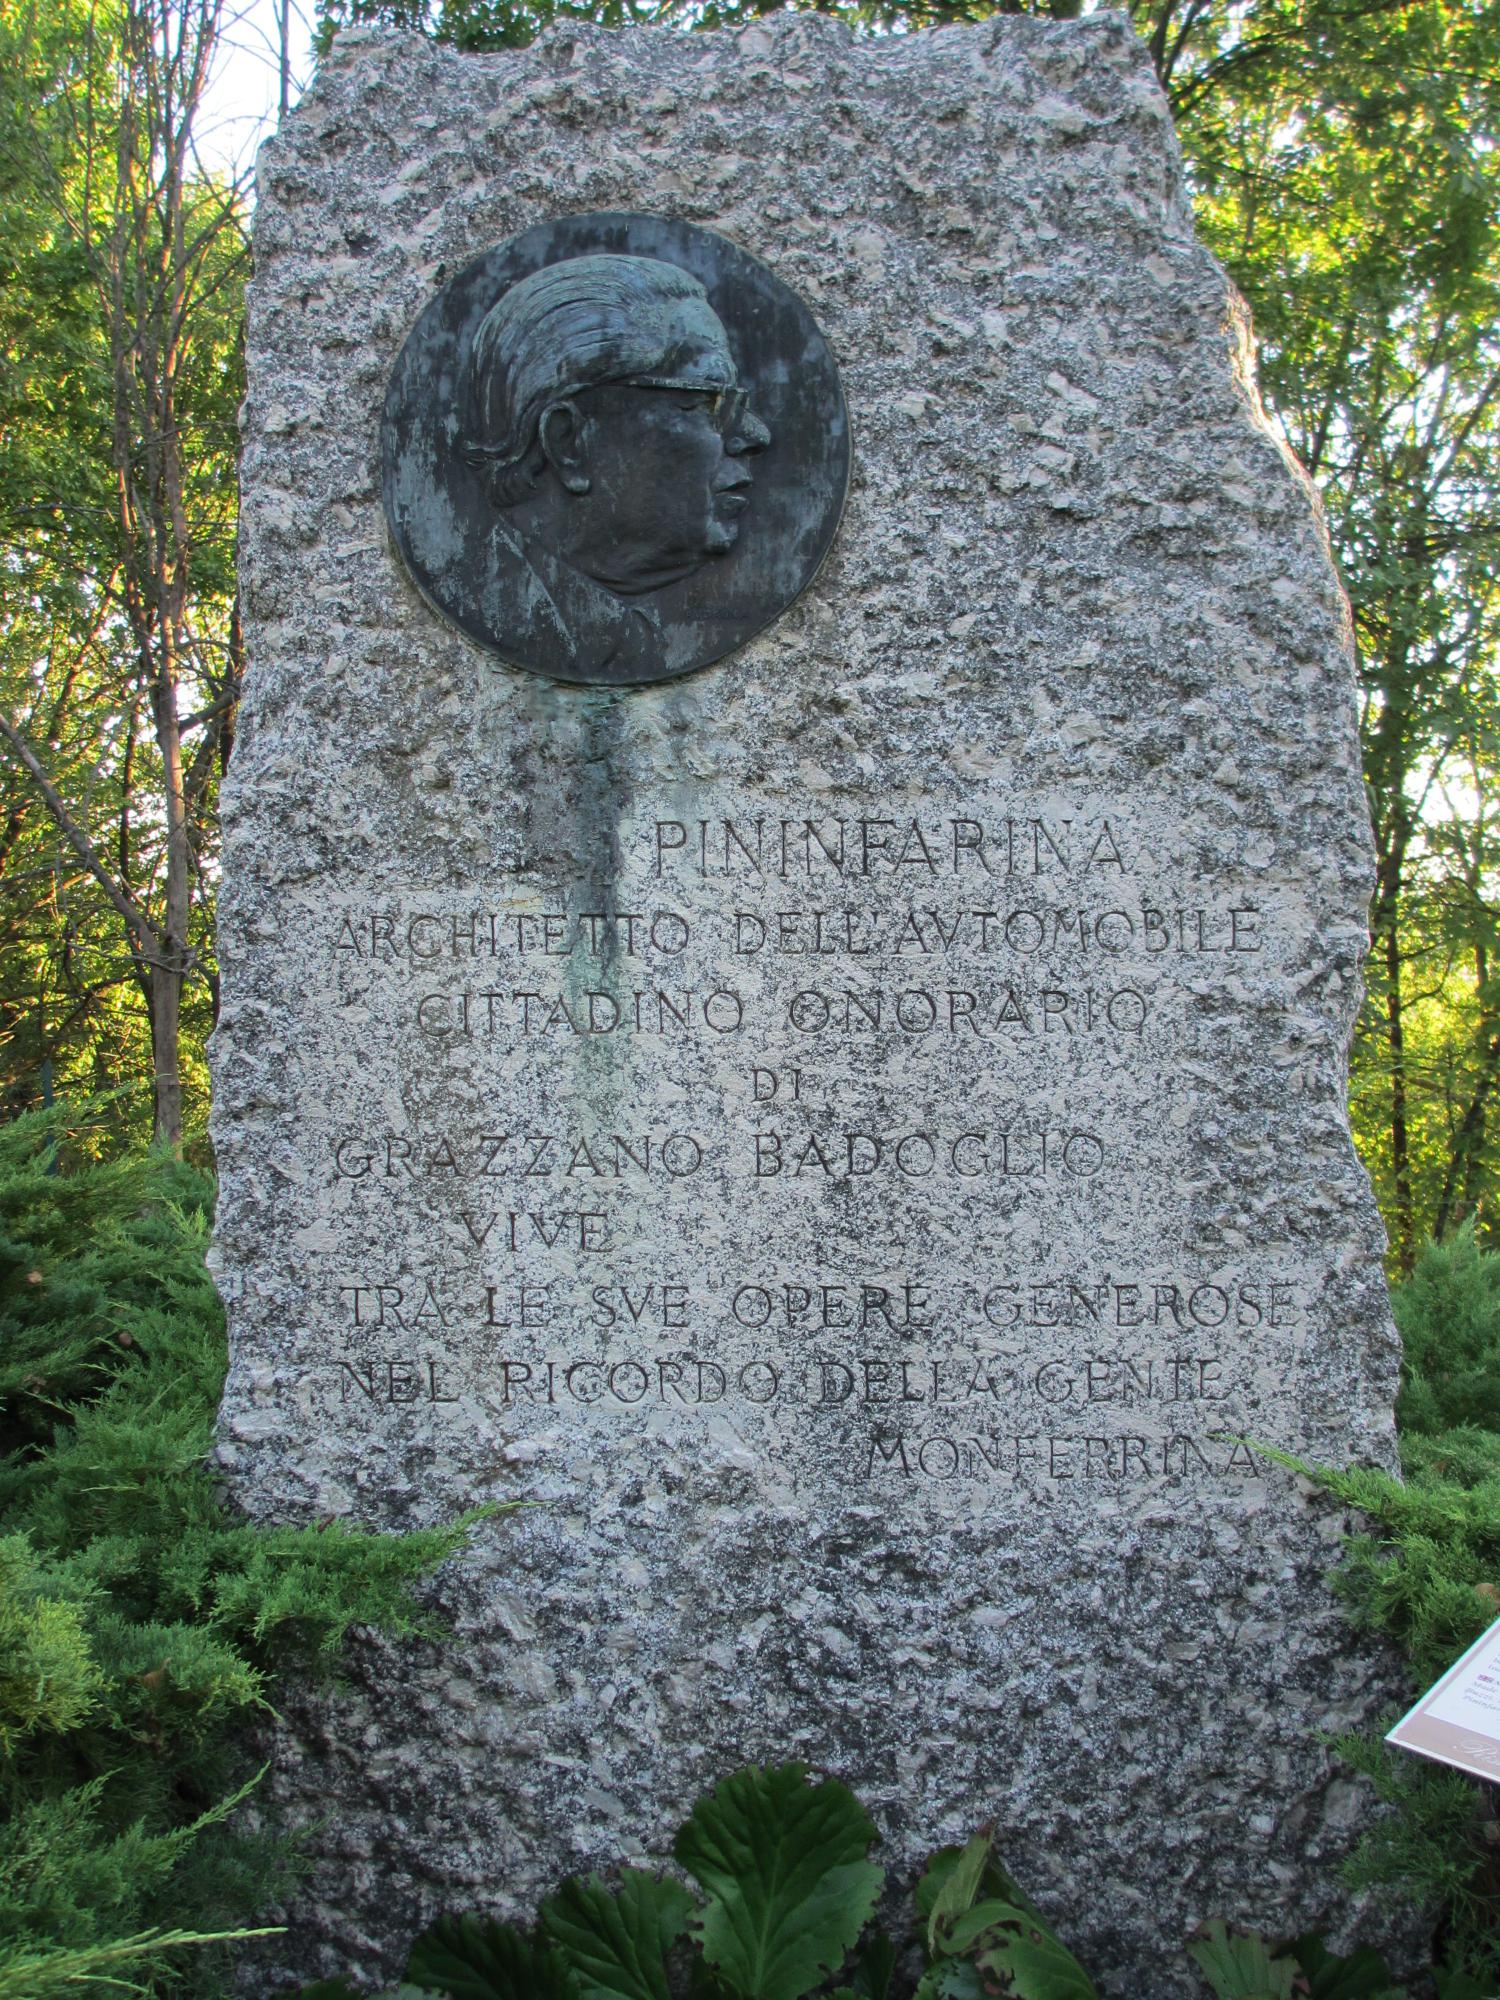 PININFARINA
ARCHITETTO DELL'AVTOMOBILE
CITTADINO ONORARIO
DI
GRAZZANO BADOGLIO
VIVE
TRA LE SVE OPERE GENEROSE
NEL RICORDO DELLA GENTE
MONFERRINA